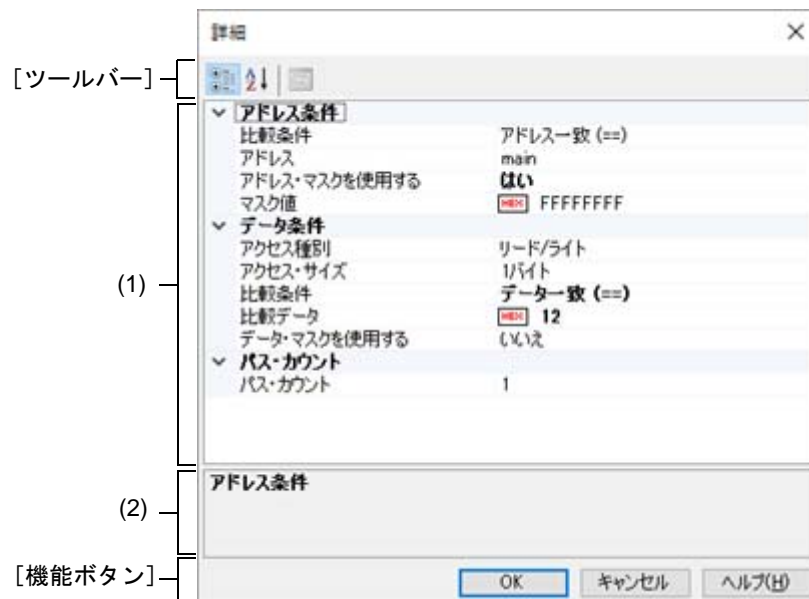 詳細
[ツールバー]
アドレス条件
比較条件 アドレス一致 (==)
アドレス main
アドレス・マスクを使用する はい
マスク値 HEX FFFFFFFF
データ条件
アクセス種別 リード/ライト
アクセス・サイズ 1バイト
(1)
比較条件 データ一致 (==)
比較データ HEX 12
データ・マスクを使用する いいえ
パス・カウント
パス・カウント 1
アドレス条件
(2)
[機能ボタン]
OK キャンセル ヘルプ(H)